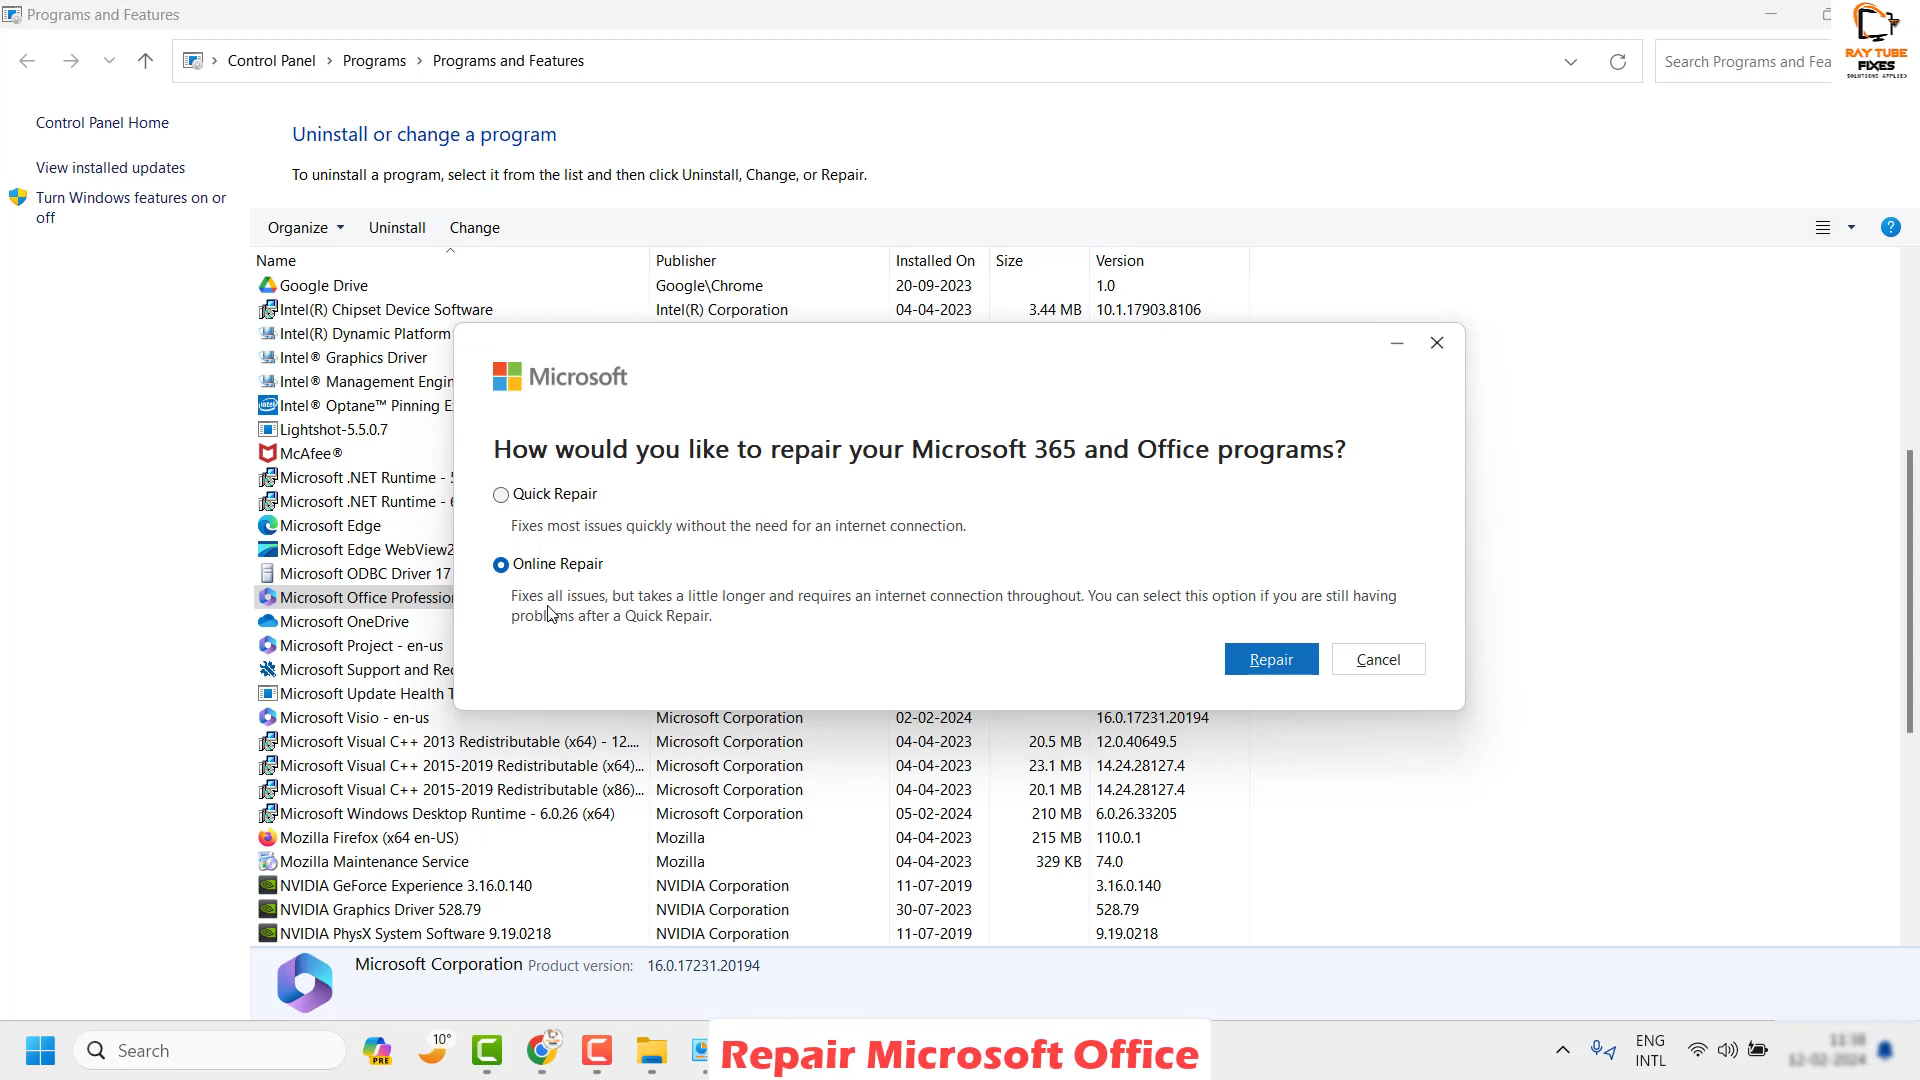 Programs and Features
Control Panel > Programs > Programs and Features
Search Programs and Fea
RAY TUBE
FIXES
SOLUTIONS APPLIED
Control Panel Home
View installed updates
Turn Windows features on or
off
Uninstall or change a program
To uninstall a program, select it from the list and then click Uninstall, Change, or Repair.
Organize Uninstall Change
Name Publisher Installed On Size Version
Google Drive Google\Chrome 20-09-2023 1.0
Intel(R) Chipset Device Software Intel(R) Corporation 04-04-2023 3.44 MB 10.1.17903.8106
Intel(R) Dynamic Platform
Intel® Graphics Driver
Intel® Management Engin
Intel® Optane™ Pinning E
Lightshot-5.5.0.7
McAfee®
Microsoft .NET Runtime -
Microsoft .NET Runtime -
Microsoft Edge
Microsoft Edge WebView2
Microsoft ODBC Driver 17
Microsoft Office Profession
Microsoft OneDrive
Microsoft Project - en-us
Microsoft Support and Rec
Microsoft Update Health T
Microsoft
How would you like to repair your Microsoft 365 and Office programs?
Quick Repair
Fixes most issues quickly without the need for an internet connection.
Online Repair
Fixes all issues, but takes a little longer and requires an internet connection throughout. You can select this option if you are still having
problems after a Quick Repair.
Repair Cancel
Microsoft Visio - en-us Microsoft Corporation 02-02-2024 16.0.17231.20194
Microsoft Visual C++ 2013 Redistributable (x64) - 12.... Microsoft Corporation 04-04-2023 20.5 MB 12.0.40649.5
Microsoft Visual C++ 2015-2019 Redistributable (x64)... Microsoft Corporation 04-04-2023 23.1 MB 14.24.28127.4
Microsoft Visual C++ 2015-2019 Redistributable (x86)... Microsoft Corporation 04-04-2023 20.1 MB 14.24.28127.4
Microsoft Windows Desktop Runtime - 6.0.26 (x64) Microsoft Corporation 05-02-2024 210 MB 6.0.26.33205
Mozilla Firefox (x64 en-US) Mozilla 04-04-2023 215 MB 110.0.1
Mozilla Maintenance Service Mozilla 04-04-2023 329 KB 74.0
NVIDIA GeForce Experience 3.16.0.140 NVIDIA Corporation 11-07-2019 3.16.0.140
NVIDIA Graphics Driver 528.79 NVIDIA Corporation 30-07-2023 528.79
NVIDIA PhysX System Software 9.19.0218 NVIDIA Corporation 11-07-2019 9.19.0218
Microsoft Corporation Product version: 16.0.17231.20194
Search
PRE
10°
Repair Microsoft Office
ENG
INTL